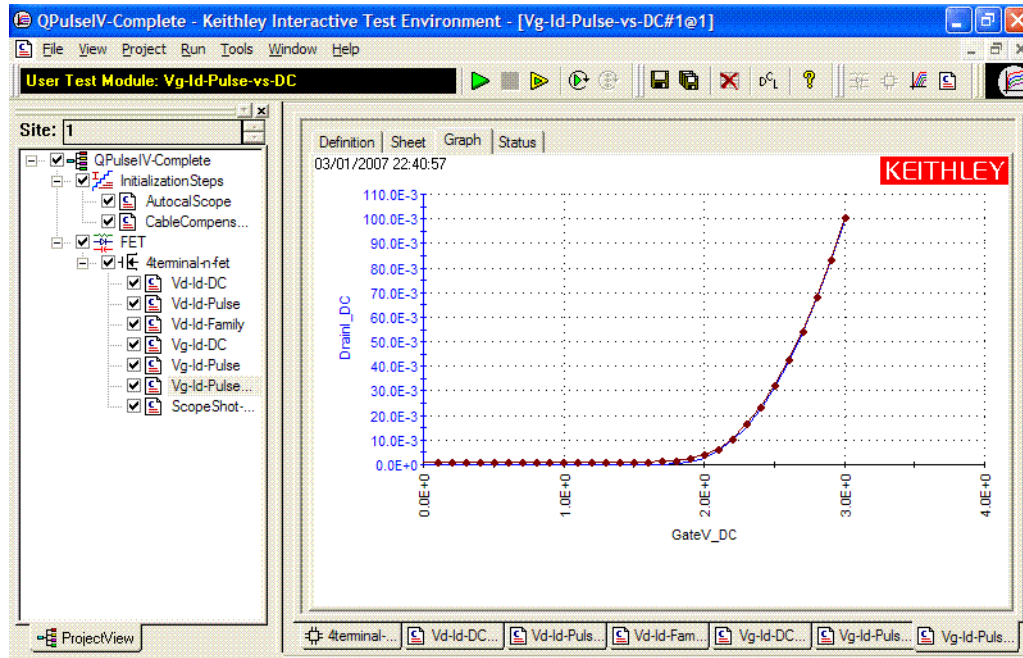 QPulseIV-Complete - Keithley Interactive Test Environment - [Vg-Id-Pulse-vs-DC#1@1]
File View Project Run Tools Window Help
User Test Module: Vg-Id-Pulse-vs-DC
Site: 1
QPulseIV-Complete
InitializationSteps
AutocalScope
CableCompens...
FET
4terminal-n-fet
Vd-Id-DC
Vd-Id-Pulse
Vd-Id-Family
Vg-Id-DC
Vg-Id-Pulse
Vg-Id-Pulse...
ScopeShot-...
ProjectView
Definition Sheet Graph Status
03/01/2007 22:40:57
KEITHLEY
110.0E-3
100.0E-3
90.0E-3
80.0E-3
70.0E-3
60.0E-3
50.0E-3
40.0E-3
30.0E-3
20.0E-3
10.0E-3
0.0E+0
DrainI_DC
0.0E+0 1.0E+0 2.0E+0 3.0E+0 4.0E+0
GateV_DC
4terminal-... Vd-Id-DC... Vd-Id-Puls... Vd-Id-Fam... Vg-Id-DC... Vg-Id-Puls... Vg-Id-Puls...